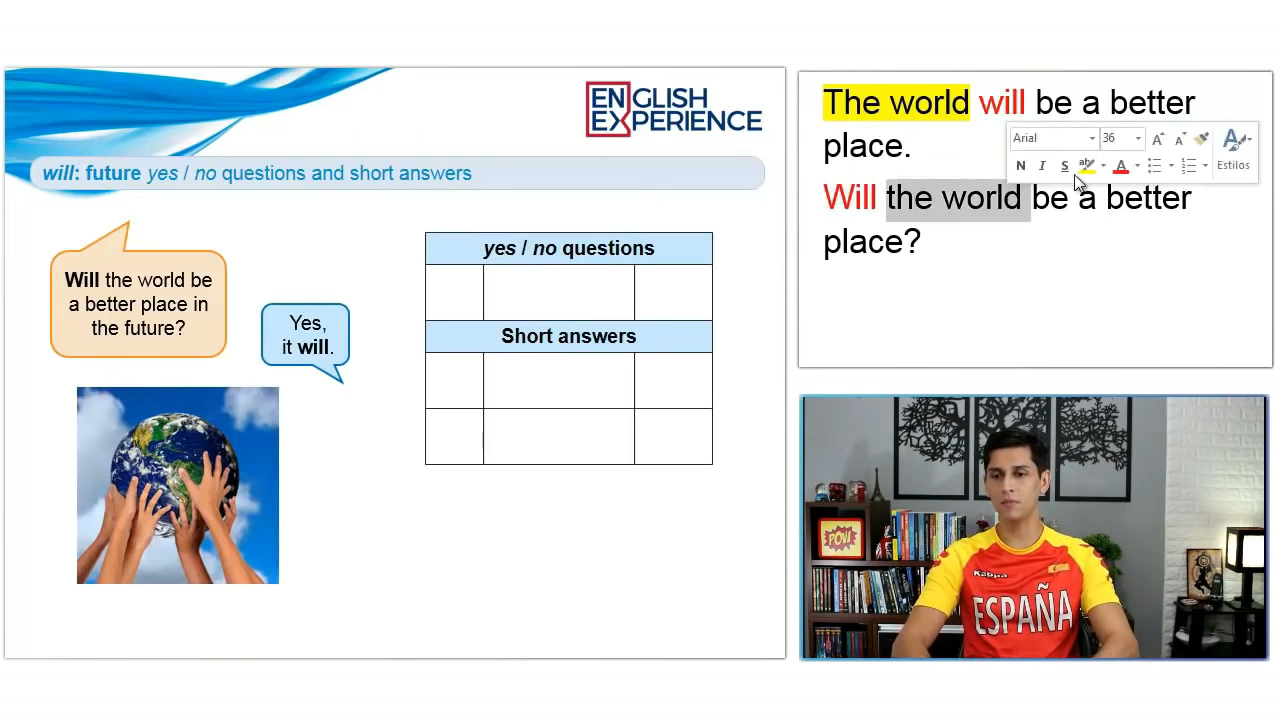 ENGLISH
EXPERIENCE
will: future yes / no questions and short answers
Will the world be
a better place in
the future?
Yes,
it will.
yes / no questions
Short answers
The world will be a better
place.
Arial 36 A A
N I S ab A Estilos
Will the world be a better
place?
POW!
Kappa
ESPAÑA